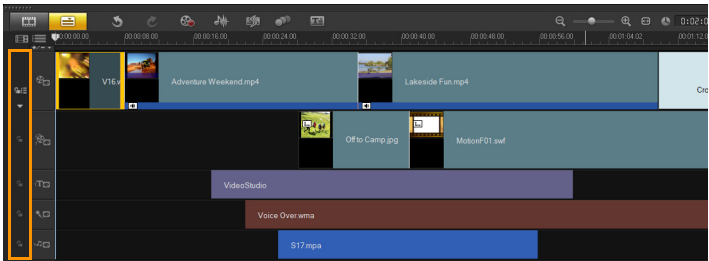 0:02:0
00:00:00.00 00:00:08.00 00:00:16.00 00:00:24.00 00:00:32.00 00:00:40.00 00:00:48.00 00:00:56.00 00:01:04.02 00:01:12.0
V16.v Adventure Weekend.mp4 Lakeside Fun.mp4 Cro
Off to Camp.jpg MotionF01.swf
VideoStudio
Voice Over.wma
S17.mpa